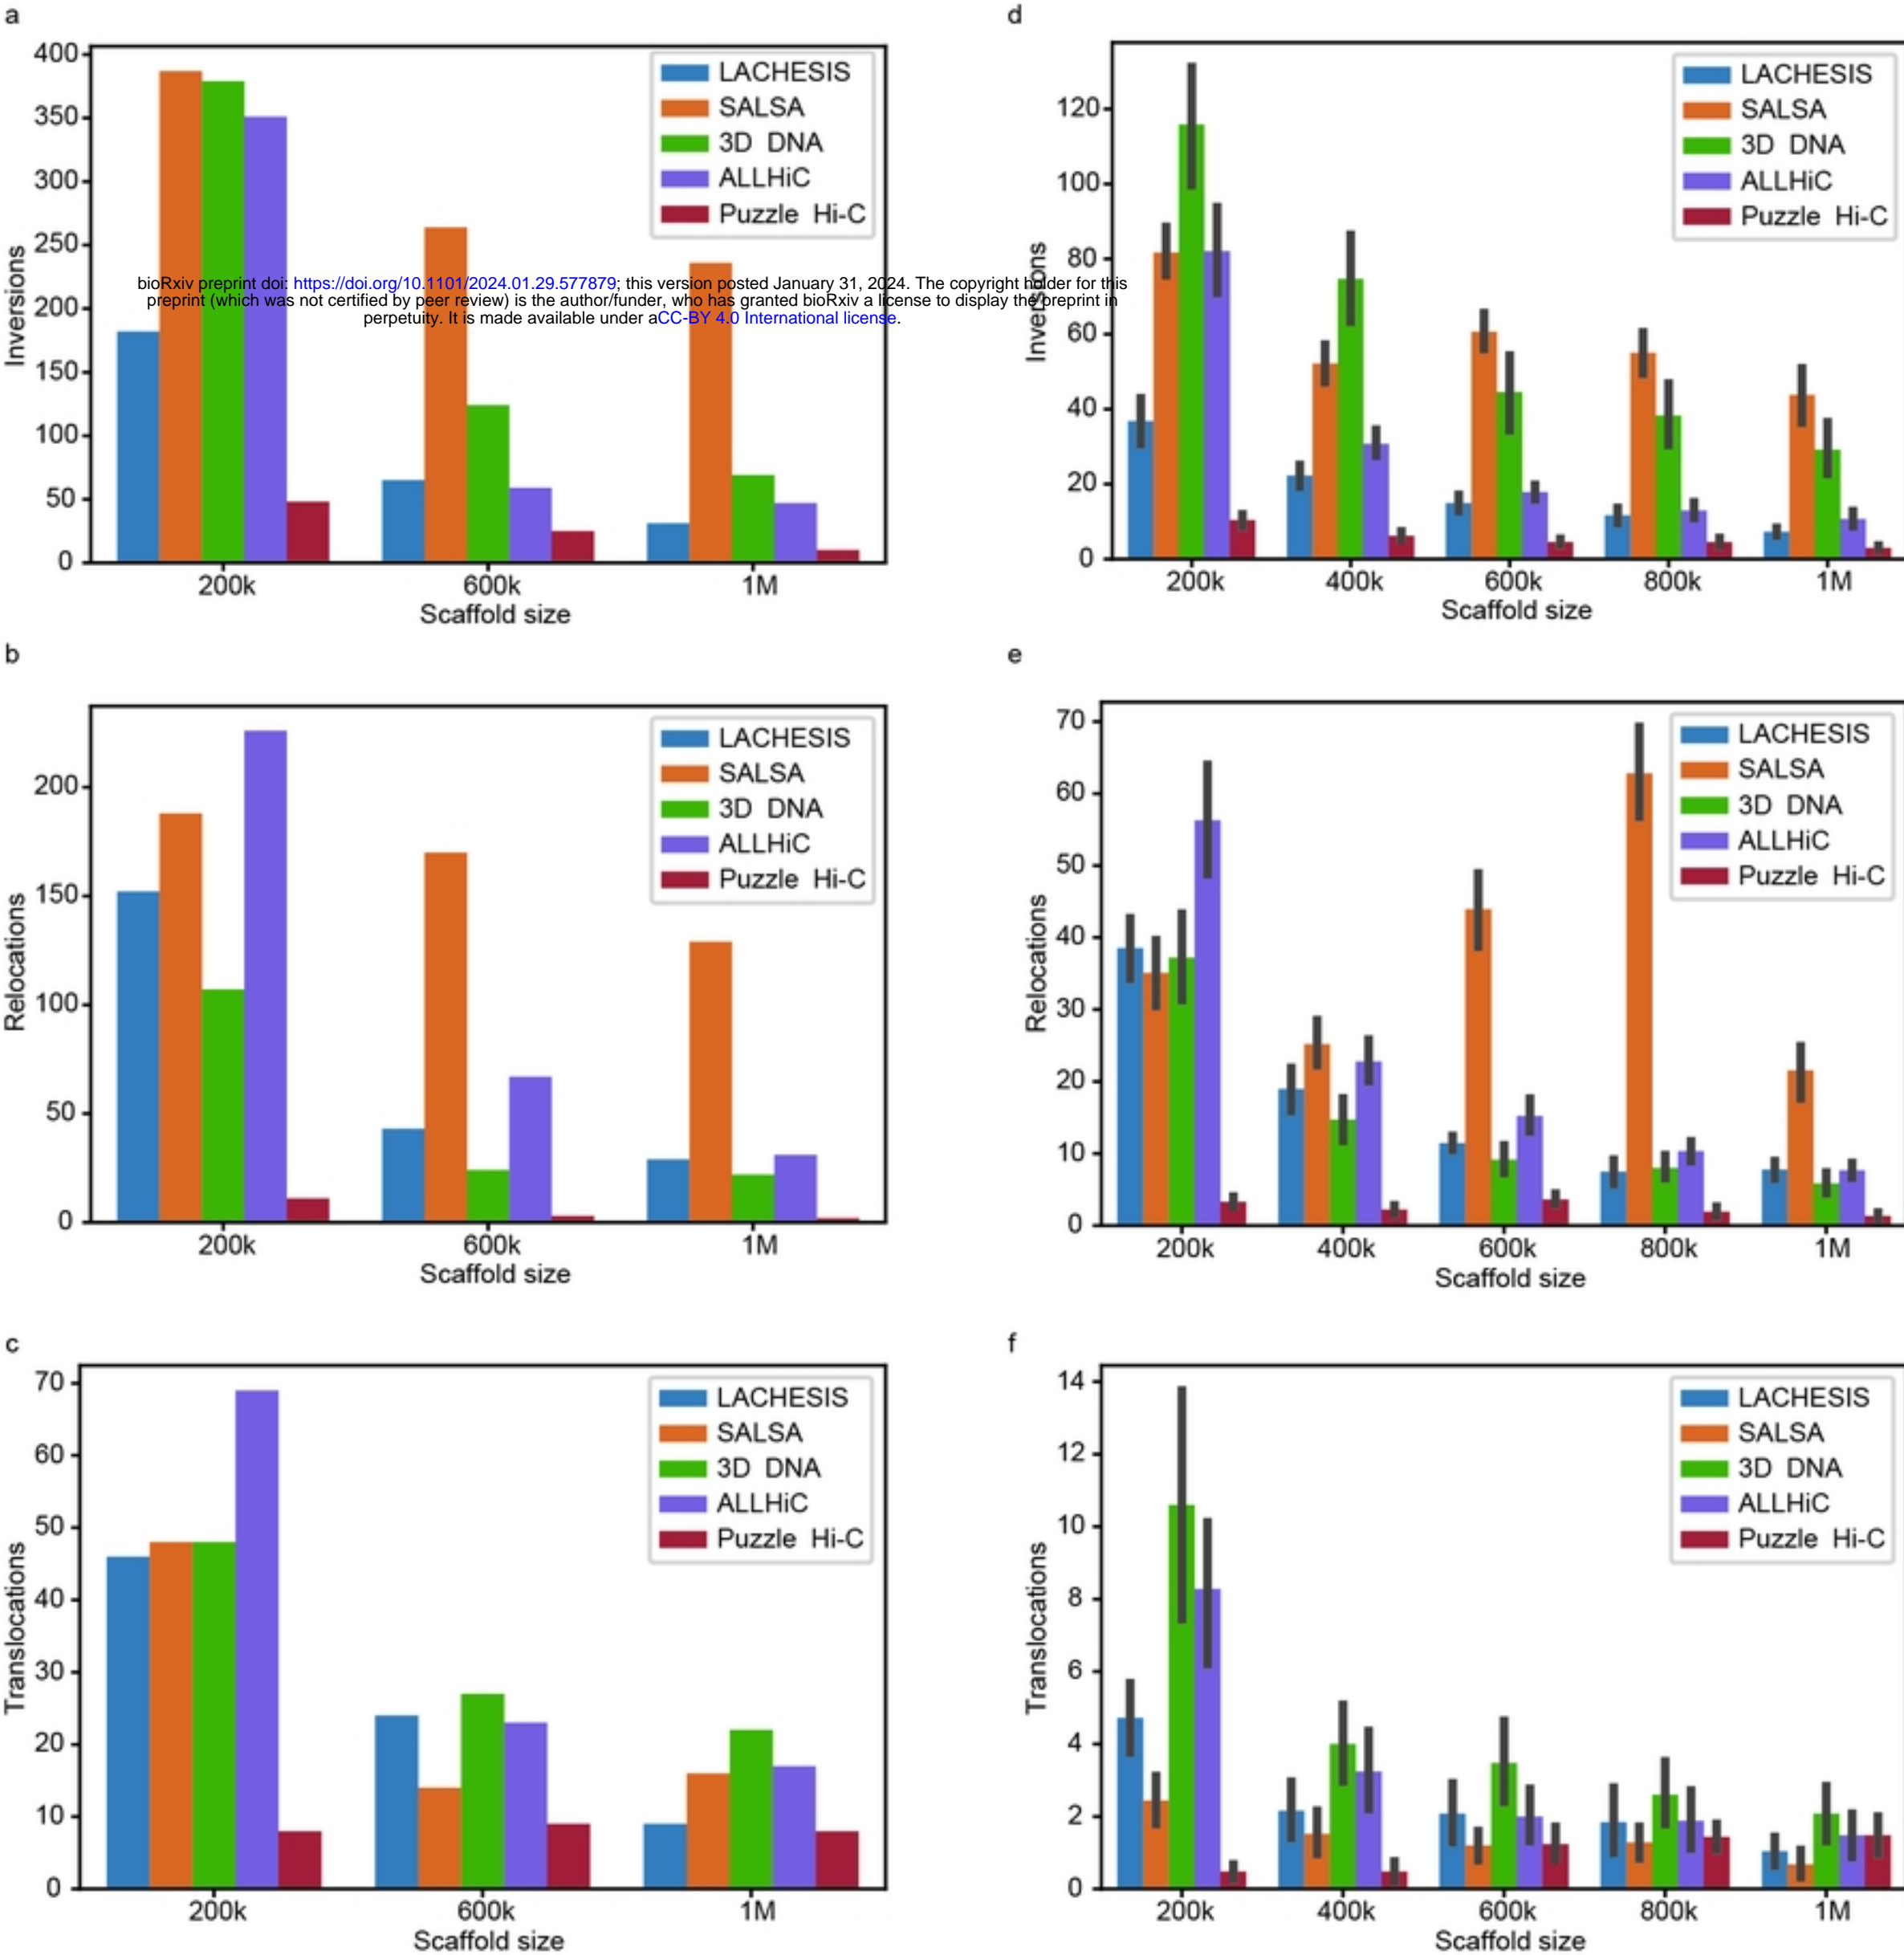 a
400
350
300
250
200
150
100
50
0
Inversions
LACHESIS
SALSA
3D DNA
ALLHiC
Puzzle Hi-C
200k 600k 1M
Scaffold size
d
120
100
80
60
40
20
0
Inversions
LACHESIS
SALSA
3D DNA
ALLHiC
Puzzle Hi-C
200k 400k 600k 800k 1M
Scaffold size
bioRxiv preprint doi: https://doi.org/10.1101/2024.01.29.577879; this version posted January 31, 2024. The copyright holder for this
preprint (which was not certified by peer review) is the author/funder, who has granted bioRxiv a license to display the preprint in
perpetuity. It is made available under aCC-BY 4.0 International license.
b
200
150
100
50
0
Relocations
LACHESIS
SALSA
3D DNA
ALLHiC
Puzzle Hi-C
200k 600k 1M
Scaffold size
e
70
60
50
40
30
20
10
0
Relocations
LACHESIS
SALSA
3D DNA
ALLHiC
Puzzle Hi-C
200k 400k 600k 800k 1M
Scaffold size
c
70
60
50
40
30
20
10
0
Translocations
LACHESIS
SALSA
3D DNA
ALLHiC
Puzzle Hi-C
200k 600k 1M
Scaffold size
f
14
12
10
8
6
4
2
0
Translocations
LACHESIS
SALSA
3D DNA
ALLHiC
Puzzle Hi-C
200k 400k 600k 800k 1M
Scaffold size